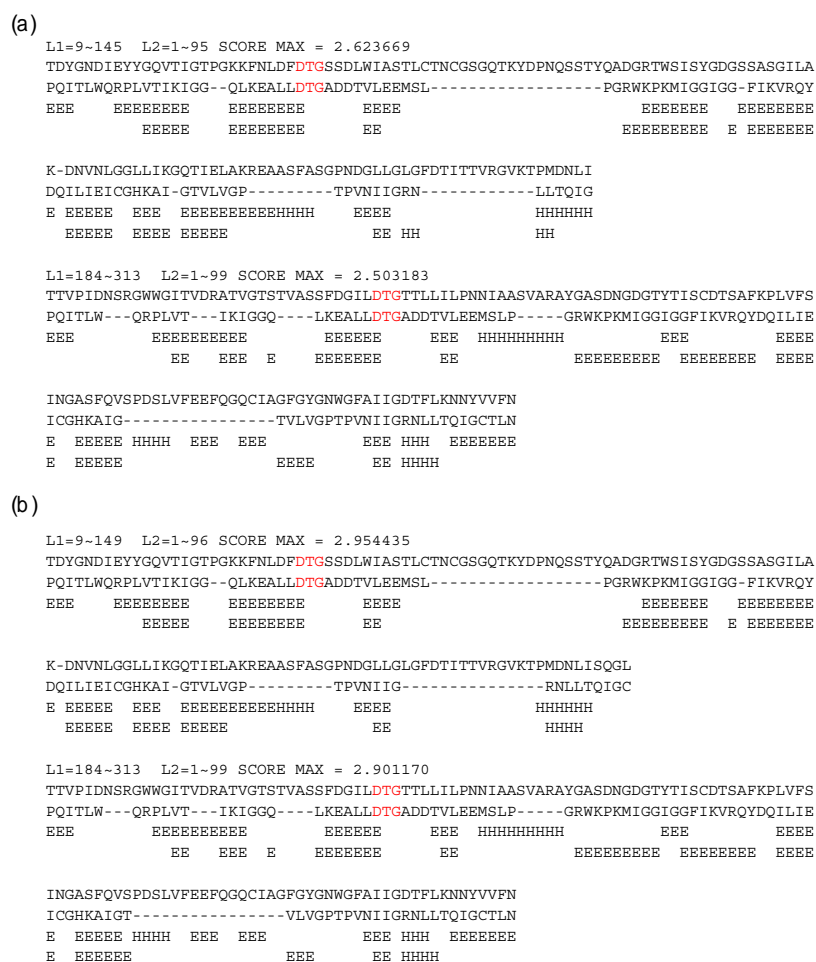 (a)
L1=9~145  L2=1~95 SCORE MAX = 2.623669
TDYGNDIEYYGQVTIGTPGKKFNLDFDTGSSDLWIASTLCTNCGSGQTKYDPNQSSTYQADGRTWSISYGDGSSASGILA
PQITLWQRPLVTIKIGG--QLKEALLDTGADDTVLEEMSL------------------PGRWKPKMIGGIGG-FIKVRQY
EEE    EEEEEEEE    EEEEEEEE      EEEE                         EEEEEEE   EEEEEEEE
          EEEEE    EEEEEEEE      EE                         EEEEEEEEE  E EEEEEEEE
K-DNVNLGGLLIKGQTIELAKREAASFASGPNDGLLGLGFDTITTVRGVKTPMDNLI
DQILIEICGHKAI-GTVLVGP---------TPVNIIGRN------------LLTQIG
E EEEEE  EEE  EEEEEEEEEEEHHHH    EEEE               HHHHHH
  EEEEE  EEEE EEEEE               EE HH            HH
L1=184~313  L2=1~99 SCORE MAX = 2.503183
TTVPIDNSRGWWGITVDRATVGTSTVASSFDGILDTGTTLLILPNNIAASVARAYGASDNGDGTYTISCDTSAFKPLVFS
PQITLW---QRPLVT---IKIGGQ----LKEALLDTGADDTVLEEMSLP-----GRWKPKMIGGIGGFIKVRQYDQILIE
EEE        EEEEEEEEEE        EEEEEE     EEE  HHHHHHHHH          EEE         EEEE
             EE   EEE  E    EEEEEEE      EE            EEEEEEEEE  EEEEEEEE  EEEE
INGASFQVSPDSLVFEEFQGQCIAGFGYGNWGFAIIGDTFLKNNYVVFN
ICGHKAIG----------------TVLVGPTPVNIIGRNLLTQIGCTLN
E  EEEEE HHHH  EEE  EEE          EEE HHH  EEEEEEE
E  EEEEE                EEEE      EE HHHH
(b)
L1=9~149  L2=1~96 SCORE MAX = 2.954435
TDYGNDIEYYGQVTIGTPGKKFNLDFDTGSSDLWIASTLCTNCGSGQTKYDPNQSSTYQADGRTWSISYGDGSSASGILA
PQITLWQRPLVTIKIGG--QLKEALLDTGADDTVLEEMSL------------------PGRWKPKMIGGIGG-FIKVRQY
EEE    EEEEEEEE    EEEEEEEE      EEEE                         EEEEEEE   EEEEEEEE
          EEEEE    EEEEEEEE      EE                         EEEEEEEEE  E EEEEEEEE
K-DNVNLGGLLIKGQTIELAKREAASFASGPNDGLLGLGFDTITTVRGVKTPMDNLISQGL
DQILIEICGHKAI-GTVLVGP---------TPVNIIG---------------RNLLTQIGC
E EEEEE  EEE  EEEEEEEEEEEHHHH    EEEE               HHHHHH
  EEEEE  EEEE EEEEE               EE                HHHH
L1=184~313  L2=1~99 SCORE MAX = 2.901170
TTVPIDNSRGWWGITVDRATVGTSTVASSFDGILDTGTTLLILPNNIAASVARAYGASDNGDGTYTISCDTSAFKPLVFS
PQITLW---QRPLVT---IKIGGQ----LKEALLDTGADDTVLEEMSLP-----GRWKPKMIGGIGGFIKVRQYDQILIE
EEE        EEEEEEEEEE        EEEEEE     EEE  HHHHHHHHH          EEE         EEEE
             EE   EEE  E    EEEEEEE      EE            EEEEEEEEE  EEEEEEEE  EEEE
INGASFQVSPDSLVFEEFQGQCIAGFGYGNWGFAIIGDTFLKNNYVVFN
ICGHKAIGT----------------VLVGPTPVNIIGRNLLTQIGCTLN
E  EEEEE HHHH  EEE  EEE          EEE HHH  EEEEEEE
E  EEEEEE                EEE      EE HHHH